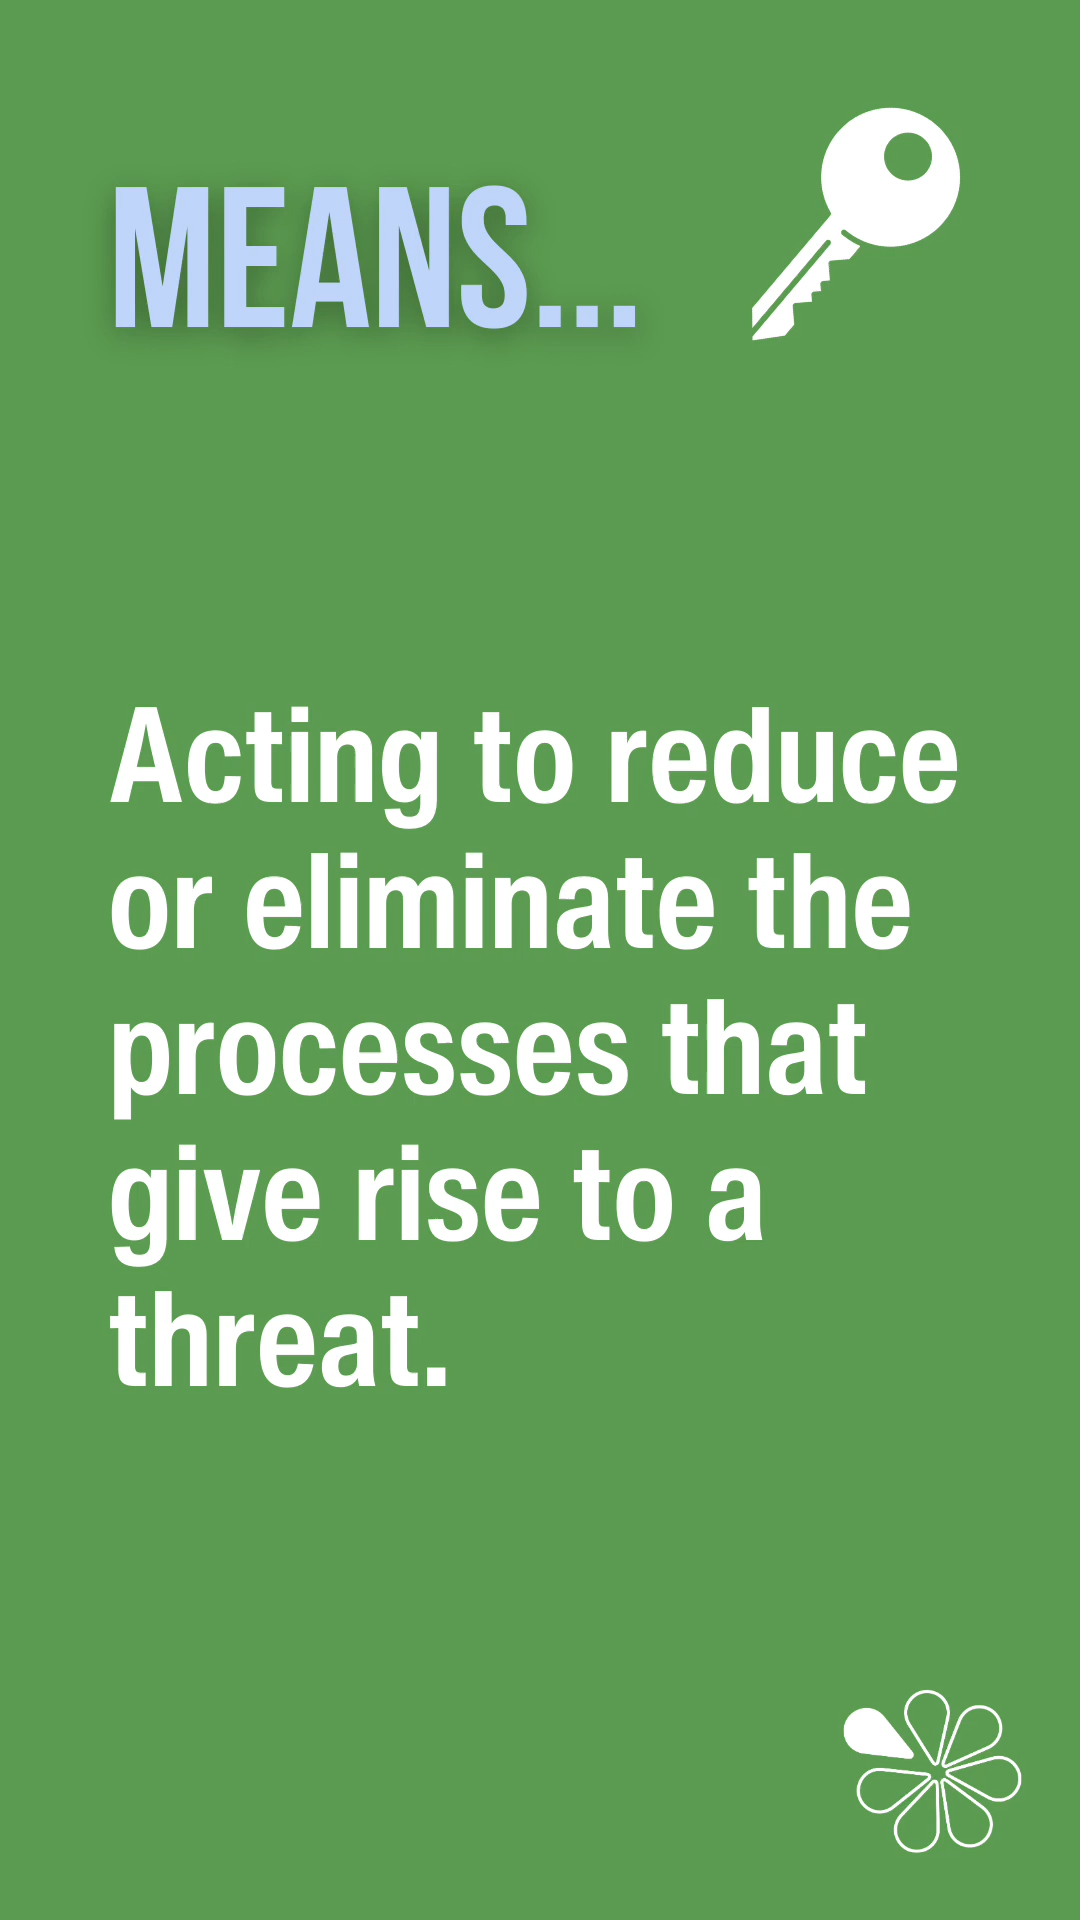 MEANS...
Acting to reduce
or eliminate the
processes that
give rise to a
threat.